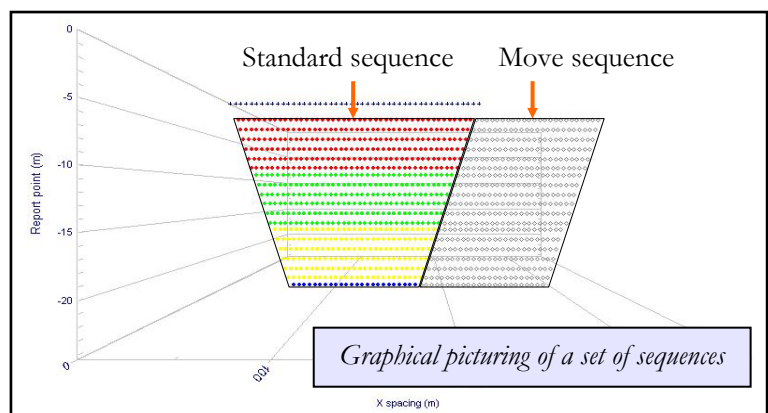 Standard sequence
Move sequence
0
-5
-10
-15
-20
Report point (m)
0
100
X spacing (m)
Graphical picturing of a set of sequences